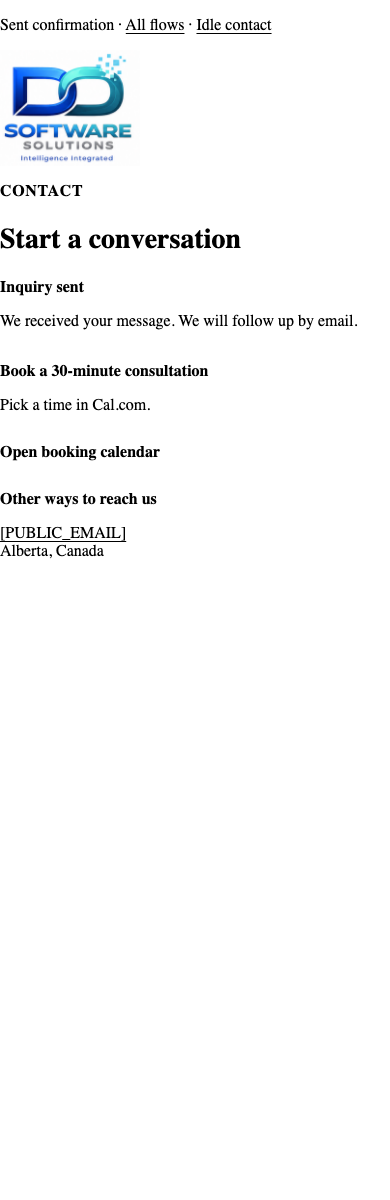 Sent confirmation · All flows · Idle contact
DO
SOFTWARE
SOLUTIONS
Intelligence Integrated
CONTACT
Start a conversation
Inquiry sent
We received your message. We will follow up by email.
Book a 30-minute consultation
Pick a time in Cal.com.
Open booking calendar
Other ways to reach us
[PUBLIC_EMAIL]
Alberta, Canada